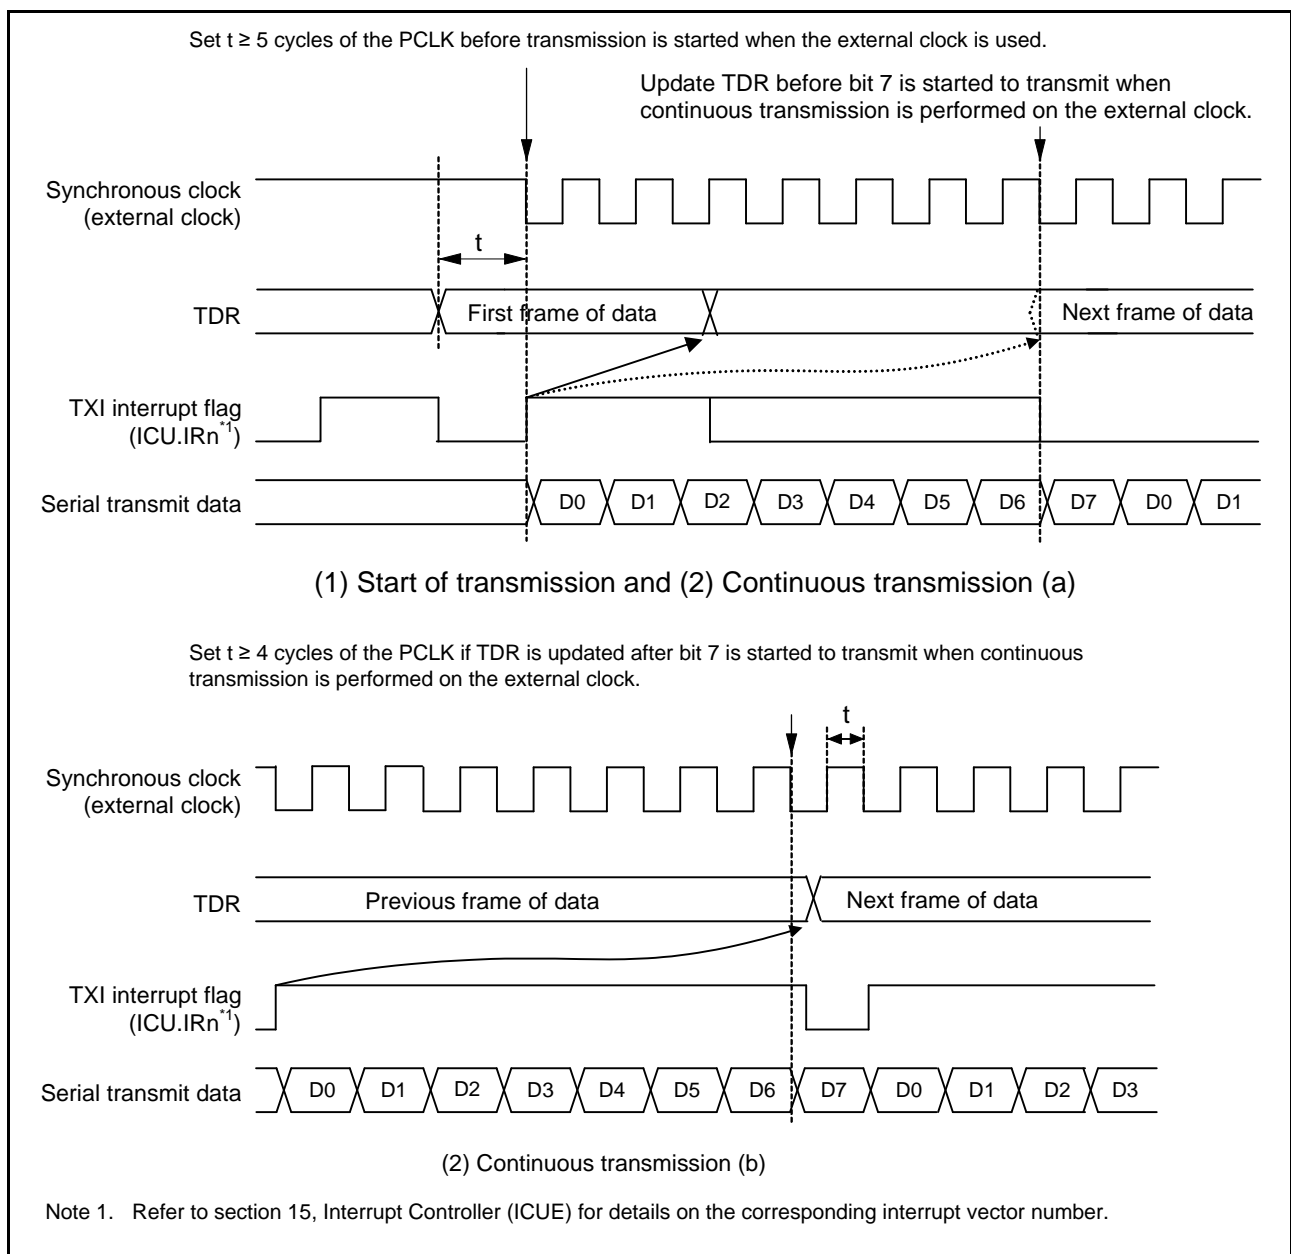 Set t ≥ 5 cycles of the PCLK before transmission is started when the external clock is used.
Update TDR before bit 7 is started to transmit when
continuous transmission is performed on the external clock.
Synchronous clock
(external clock)
t
TDR
First frame of data
Next frame of data
TXI interrupt flag
(ICU.IRn*1)
Serial transmit data
D0 D1 D2 D3 D4 D5 D6 D7 D0 D1
(1) Start of transmission and (2) Continuous transmission (a)
Set t ≥ 4 cycles of the PCLK if TDR is updated after bit 7 is started to transmit when continuous
transmission is performed on the external clock.
t
Synchronous clock
(external clock)
TDR
Previous frame of data
Next frame of data
TXI interrupt flag
(ICU.IRn*1)
Serial transmit data
D0 D1 D2 D3 D4 D5 D6 D7 D0 D1 D2 D3
(2) Continuous transmission (b)
Note 1. Refer to section 15, Interrupt Controller (ICUE) for details on the corresponding interrupt vector number.